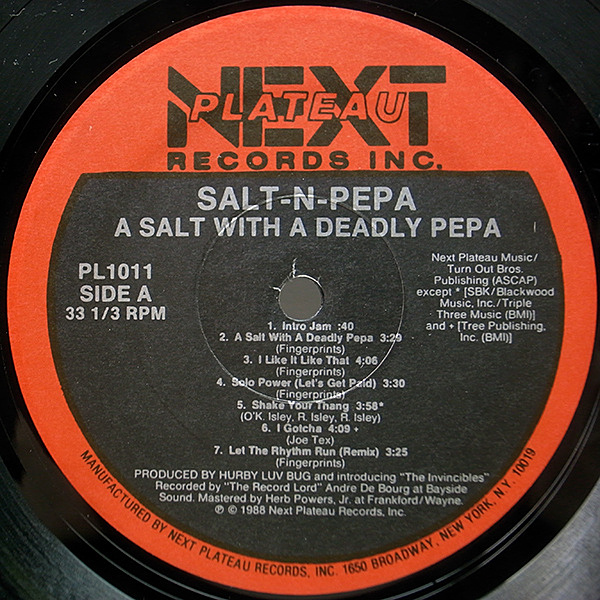 NEXT
PLATEAU
RECORDS INC.
SALT-N-PEPA
A SALT WITH A DEADLY PEPA
PL1011
SIDE A
33 1/3 RPM
Next Plateau Music/
Turn Out Bros.
Publishing (ASCAP)
except * [SBK/Blackwood
Music, Inc./Triple
Three Music (BMI)]
and + [Tree Publishing,
Inc. (BMI)]
1. Intro Jam :40
2. A Salt With A Deadly Pepa 3:29
(Fingerprints)
3. I Like It Like That 4:06
(Fingerprints)
4. Solo Power (Let's Get Paid) 3:30
(Fingerprints)
5. Shake Your Thang 3:58*
(O'K. Isley, R. Isley, R. Isley)
6. I Gotcha 4:09 +
(Joe Tex)
7. Let The Rhythm Run (Remix) 3:25
(Fingerprints)
PRODUCED BY HURBY LUV BUG and introducing "The Invincibles"
Recorded by "The Record Lord" Andre De Bourg at Bayside
Sound. Mastered by Herb Powers, Jr. at Frankford/Wayne.
℗ © 1988 Next Plateau Records, Inc.
MANUFACTURED BY NEXT PLATEAU RECORDS, INC. 1650 BROADWAY, NEW YORK, N.Y. 10019